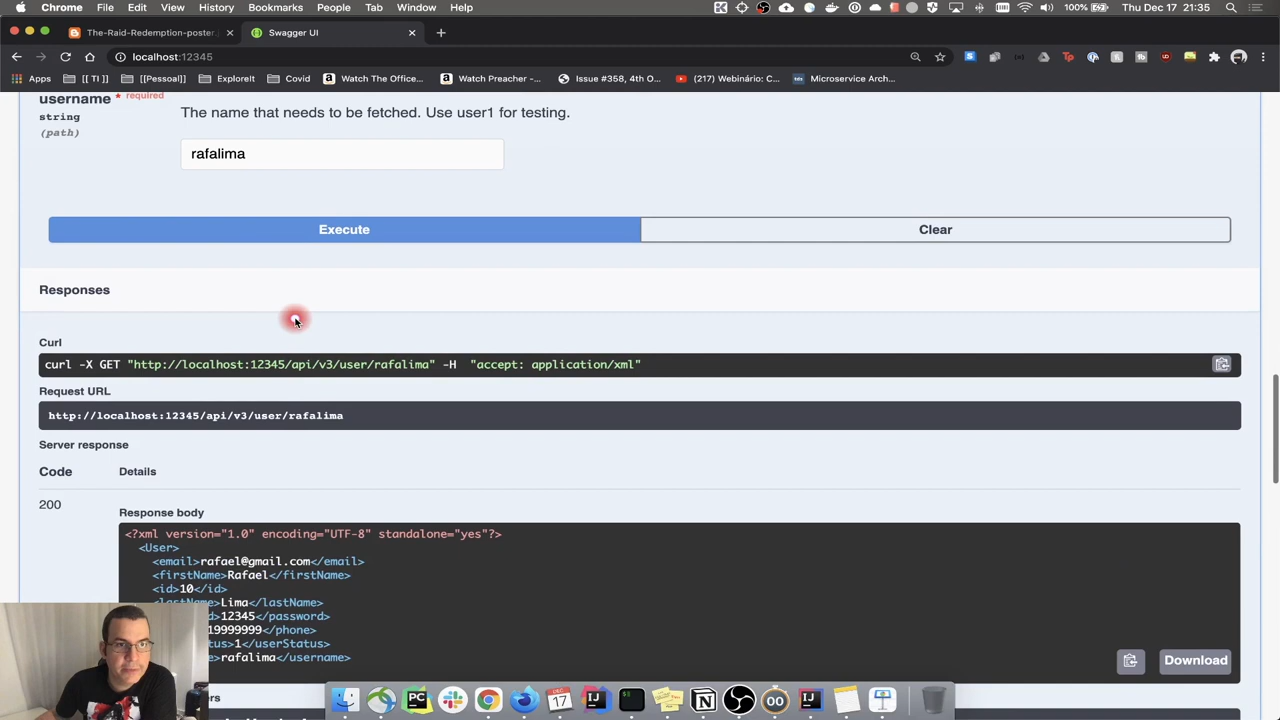 Chrome File Edit View History Bookmarks People Tab Window Help 100% Thu Dec 17 21:35
The-Raid-Redemption-poster. Swagger UI
localhost:12345
Apps [[ TI ]] [[Pessoal]] ExploreIt Covid Watch The Office... Watch Preacher -... Issue #358, 4th O... (217) Webinário: C... Microservice Arch...
username * required
string
(path)
The name that needs to be fetched. Use user1 for testing.
rafalima
Execute Clear
Responses
Curl
curl -X GET "http://localhost:12345/api/v3/user/rafalima" -H "accept: application/xml"
Request URL
http://localhost:12345/api/v3/user/rafalima
Server response
Code Details
200
Response body
<?xml version="1.0" encoding="UTF-8" standalone="yes"?>
<User>
<email>rafael@gmail.com</email>
<firstName>Rafael</firstName>
<id>10</id>
<lastName>Lima</lastName>
d>12345</password>
19999999</phone>
tus>1</userStatus>
e>rafalima</username>
Download
ers